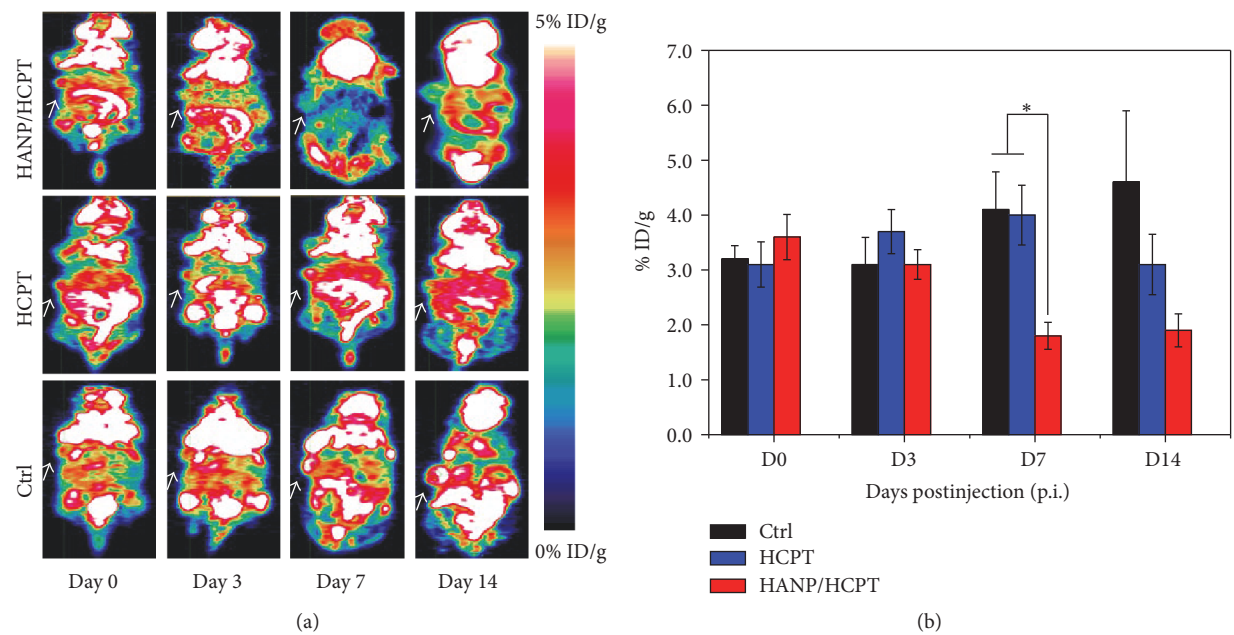 5% ID/g
HANP/HCPT
HCPT
Ctrl
0% ID/g
Day 0
Day 3
Day 7
Day 14
(a)
7.0
6.0
5.0
4.0
3.0
2.0
1.0
0.0
% ID/g
*
D0
D3
D7
D14
Days postinjection (p.i.)
Ctrl
HCPT
HANP/HCPT
(b)